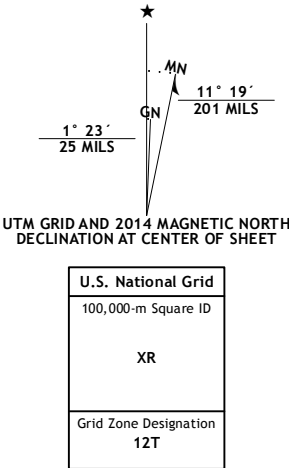 ★
MN
GN
11° 19´
201 MILS
1° 23´
25 MILS
UTM GRID AND 2014 MAGNETIC NORTH
DECLINATION AT CENTER OF SHEET
U.S. National Grid
100,000-m Square ID
XR
Grid Zone Designation
12T